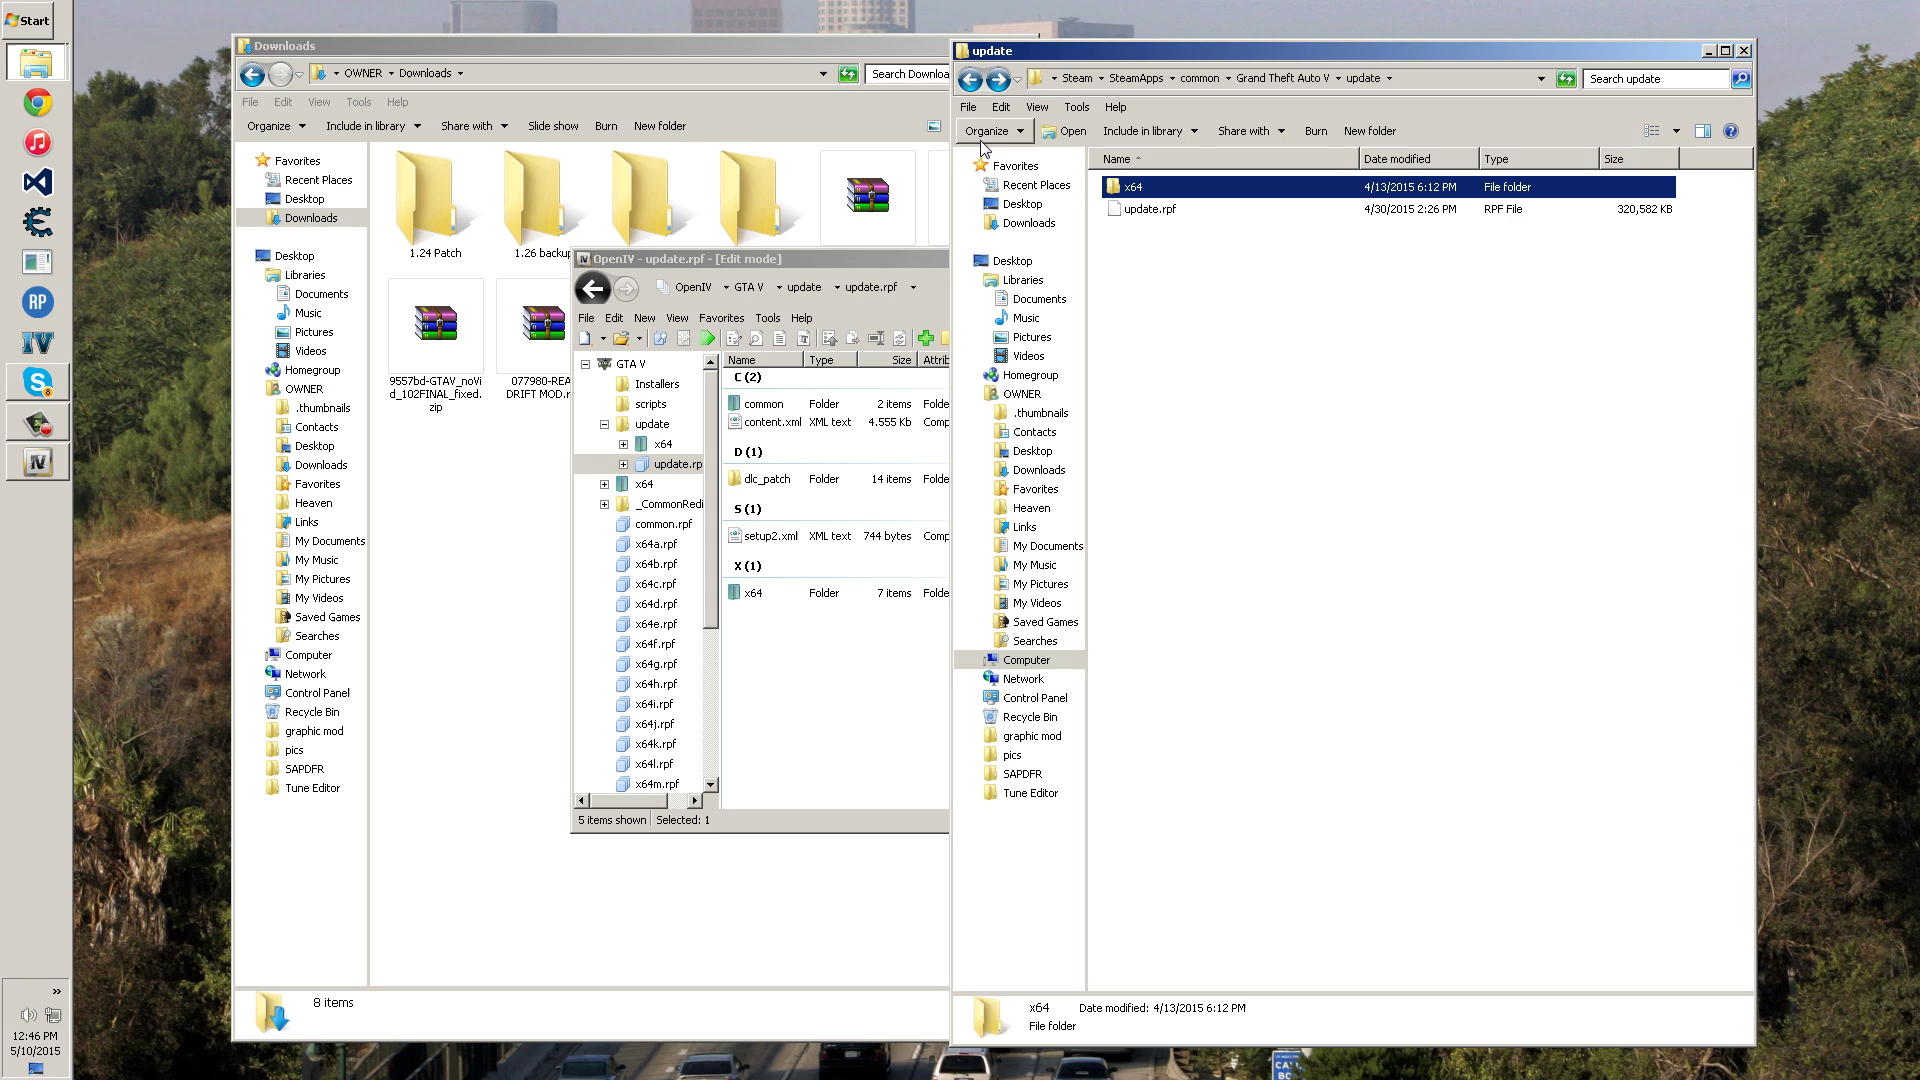 Start
Downloads
OWNER
Downloads
Search Downloa
File
Edit
View
Tools
Help
Organize
Include in library
Share with
Slide show
Burn
New folder
Favorites
Recent Places
Desktop
Downloads
Desktop
Libraries
Documents
Music
Pictures
Videos
Homegroup
OWNER
.thumbnails
Contacts
Desktop
Downloads
Favorites
Heaven
Links
My Documents
My Music
My Pictures
My Videos
Saved Games
Searches
Computer
Network
Control Panel
Recycle Bin
graphic mod
pics
SAPDFR
Tune Editor
1.24 Patch
1.26 backup
9557bd-GTAV_noVi
d_102FINAL_fixed.
zip
077980-REA
DRIFT MOD.r
8 items
OpenIV - update.rpf - [Edit mode]
OpenIV
GTA V
update
update.rpf
File
Edit
New
View
Favorites
Tools
Help
GTA V
Installers
scripts
update
x64
update.rp
x64
_CommonRedi
common.rpf
x64a.rpf
x64b.rpf
x64c.rpf
x64d.rpf
x64e.rpf
x64f.rpf
x64g.rpf
x64h.rpf
x64i.rpf
x64j.rpf
x64k.rpf
x64l.rpf
x64m.rpf
Name
Type
Size
Attrib
C (2)
common
Folder
2 items
Folde
content.xml
XML text
4.555 Kb
Comp
D (1)
dlc_patch
Folder
14 items
Folde
S (1)
setup2.xml
XML text
744 bytes
Comp
X (1)
x64
Folder
7 items
Folde
5 items shown
Selected: 1
update
Steam
SteamApps
common
Grand Theft Auto V
update
Search update
File
Edit
View
Tools
Help
Organize
Open
Include in library
Share with
Burn
New folder
Favorites
Recent Places
Desktop
Downloads
Desktop
Libraries
Documents
Music
Pictures
Videos
Homegroup
OWNER
.thumbnails
Contacts
Desktop
Downloads
Favorites
Heaven
Links
My Documents
My Music
My Pictures
My Videos
Saved Games
Searches
Computer
Network
Control Panel
Recycle Bin
graphic mod
pics
SAPDFR
Tune Editor
Name
Date modified
Type
Size
x64
4/13/2015 6:12 PM
File folder
update.rpf
4/30/2015 2:26 PM
RPF File
320,582 KB
x64
Date modified: 4/13/2015 6:12 PM
File folder
RP
IV
12:46 PM
5/10/2015